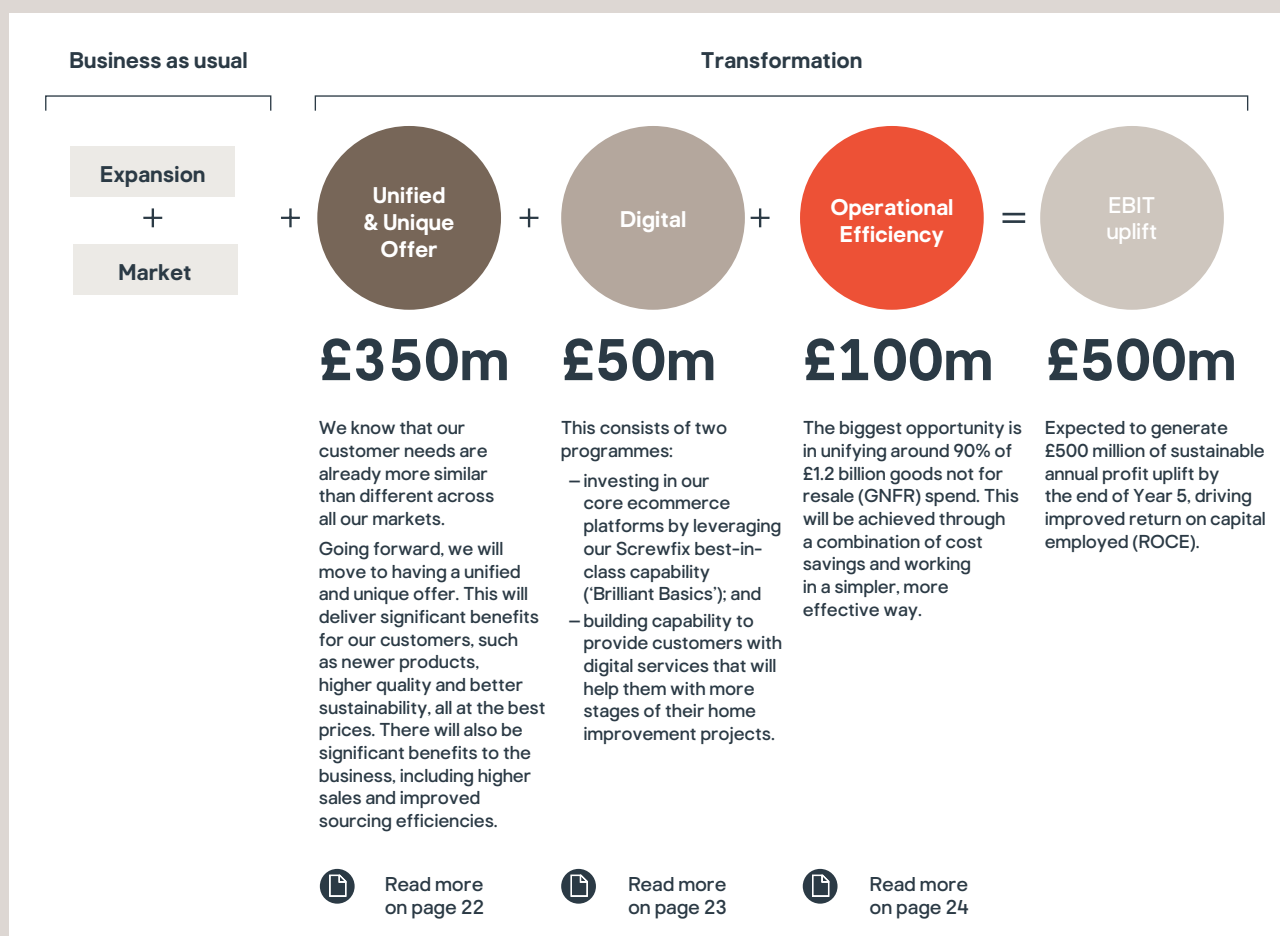 Business as usual
Transformation
Expansion
+
Market
+
Unified
& Unique
Offer
+
Digital
+
Operational
Efficiency
=
EBIT
uplift
£350m
We know that our
customer needs are
already more similar
than different across
all our markets.
Going forward, we will
move to having a unified
and unique offer. This will
deliver significant benefits
for our customers, such
as newer products,
higher quality and better
sustainability, all at the best
prices. There will also be
significant benefits to the
business, including higher
sales and improved
sourcing efficiencies.
Read more
on page 22
£50m
This consists of two
programmes:
– investing in our
core ecommerce
platforms by leveraging
our Screwfix best-in-
class capability
(‘Brilliant Basics’); and
– building capability to
provide customers with
digital services that will
help them with more
stages of their home
improvement projects.
Read more
on page 23
£100m
The biggest opportunity is
in unifying around 90% of
£1.2 billion goods not for
resale (GNFR) spend. This
will be achieved through
a combination of cost
savings and working
in a simpler, more
effective way.
Read more
on page 24
£500m
Expected to generate
£500 million of sustainable
annual profit uplift by
the end of Year 5, driving
improved return on capital
employed (ROCE).